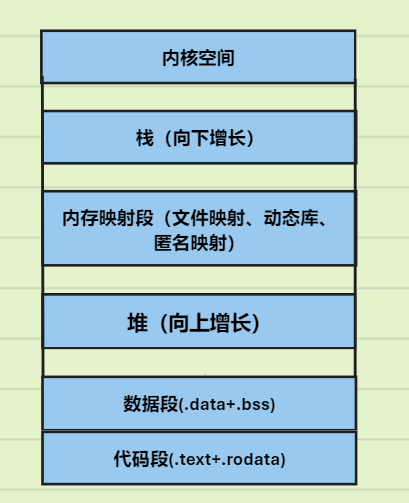 内核空间
栈（向下增长）
内存映射段（文件映射、动态库、
匿名映射）
堆（向上增长）
数据段(.data+.bss)
代码段(.text+.rodata)